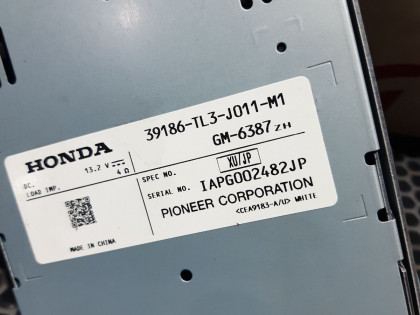 HONDA
39186-TL3-J011-M1
GM-6387 ZH
DC. 13.2 V
LOAD IMP. 4 Ω
SPEC NO. XU/JP
SERIAL NO. IAPG002482JP
PIONEER CORPORATION
<CEA9183-A/U> WHITE
MADE IN CHINA